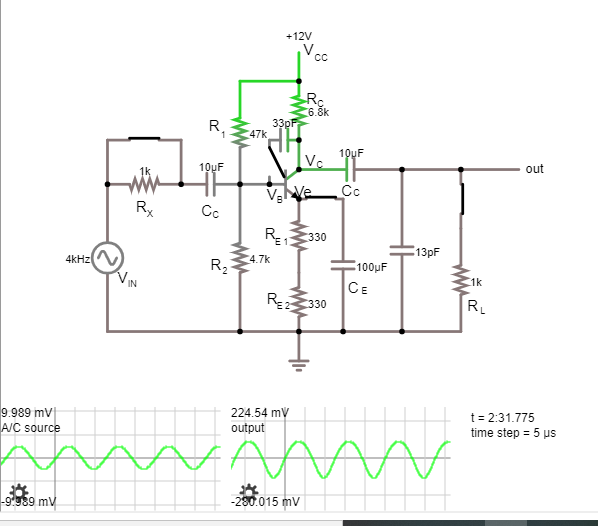 +12V
VCC
RC
6.8k
33pF
R1
47k
1k
RX
10µF
CC
VB
VC
Ve
10µF
CC
out
4kHz
VIN
R2
4.7k
RE1
330
RE2
330
100µF
CE
13pF
1k
RL
9.989 mV
A/C source
-9.989 mV
224.54 mV
output
-280.015 mV
t = 2:31.775
time step = 5 µs